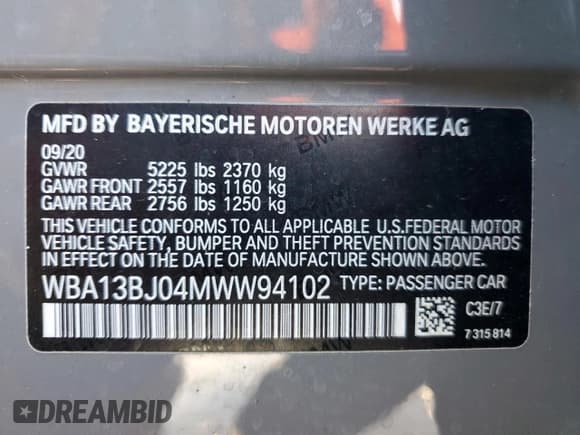 MFD BY BAYERISCHE MOTOREN WERKE AG
09/20
GVWR 5225 lbs 2370 kg
GAWR FRONT 2557 lbs 1160 kg
GAWR REAR 2756 lbs 1250 kg
THIS VEHICLE CONFORMS TO ALL APPLICABLE U.S.FEDERAL MOTOR
VEHICLE SAFETY, BUMPER AND THEFT PREVENTION STANDARDS
IN EFFECT ON THE DATE OF MANUFACTURE SHOWN ABOVE.
WBA13BJ04MWW94102 TYPE: PASSENGER CAR
C3E/7
7 315 814
DREAMBID